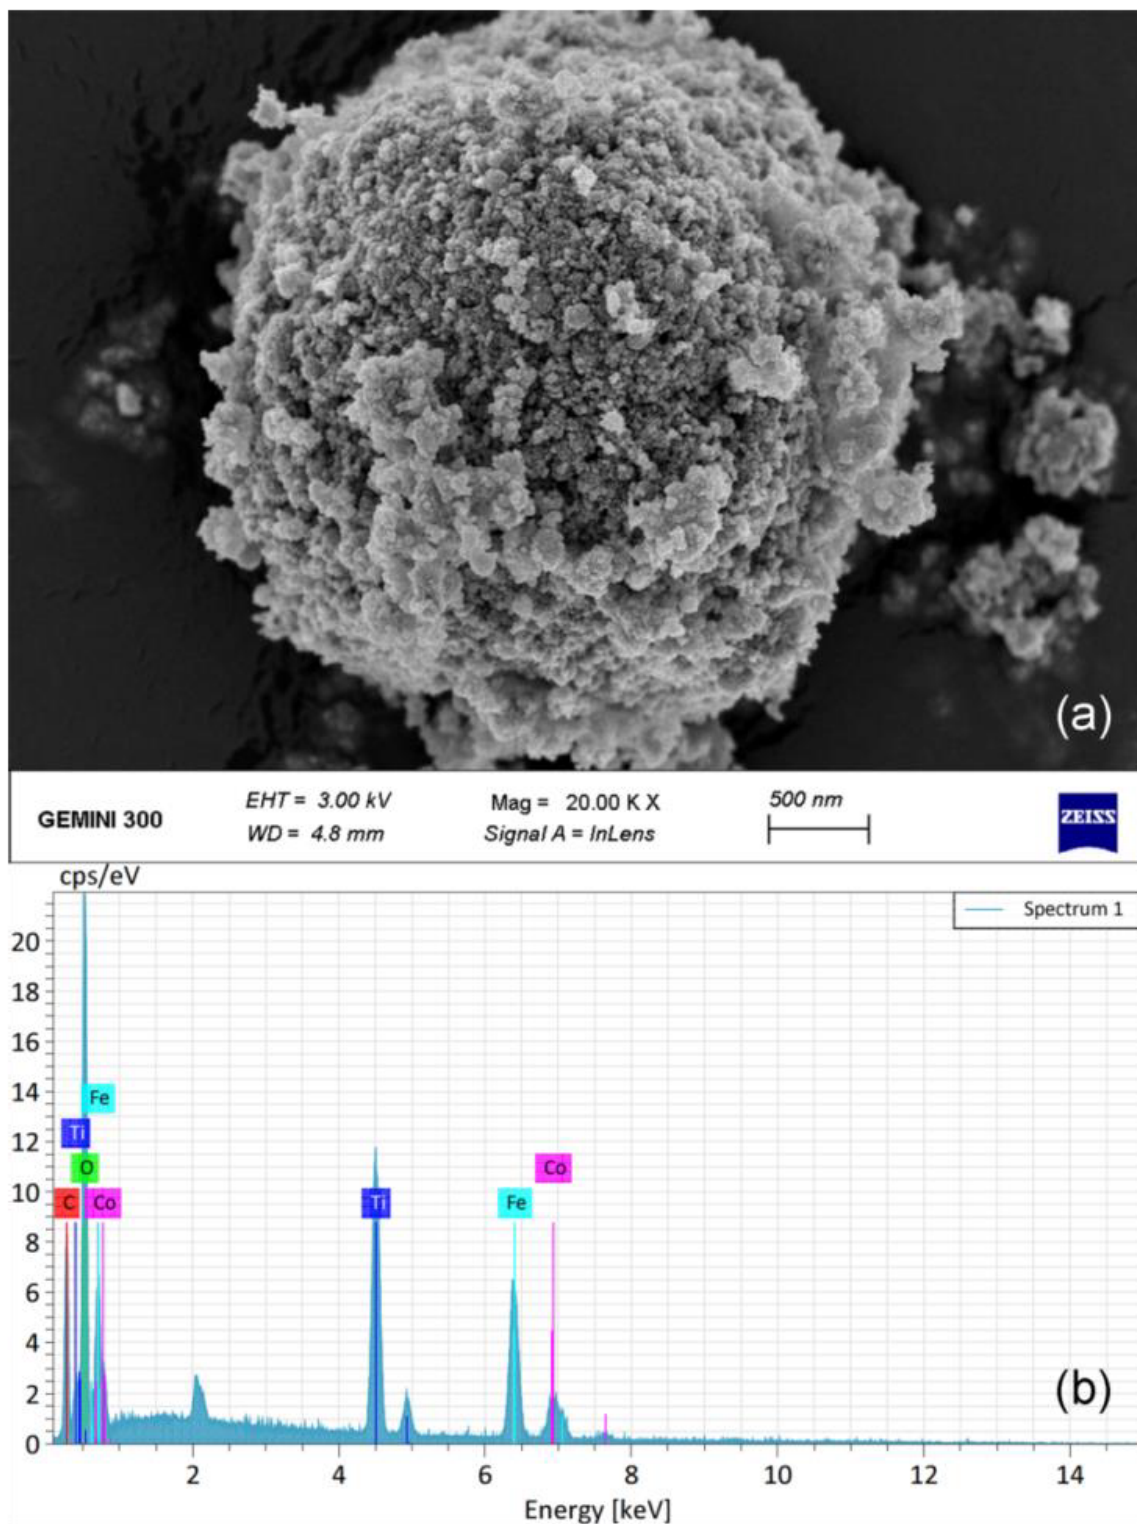 (a)
GEMINI 300
EHT = 3.00 kV
WD = 4.8 mm
Mag = 20.00 K X
Signal A = InLens
500 nm
ZEISS
cps/eV
Spectrum 1
20
18
16
14
12
10
8
6
4
2
0
Fe
Ti
O
C
Co
Ti
Fe
Co
(b)
2 4 6 8 10 12 14
Energy [keV]